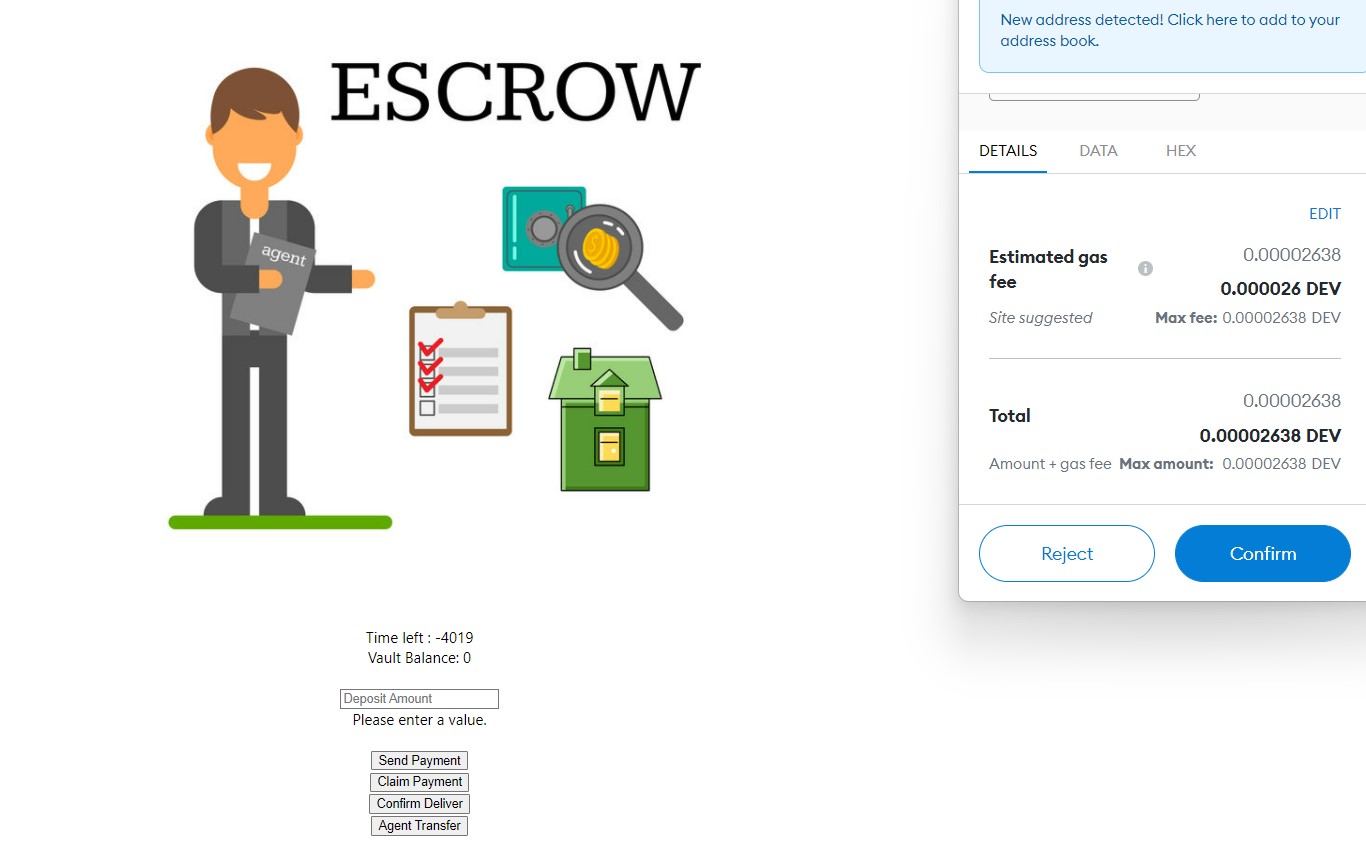 ESCROW
agent
Time left : -4019
Vault Balance: 0
Deposit Amount
Please enter a value.
Send Payment
Claim Payment
Confirm Deliver
Agent Transfer
New address detected! Click here to add to your
address book.
DETAILS DATA HEX
EDIT
Estimated gas
fee
0.00002638
0.000026 DEV
Site suggested Max fee: 0.00002638 DEV
0.00002638
Total
0.00002638 DEV
Amount + gas fee Max amount: 0.00002638 DEV
Reject Confirm